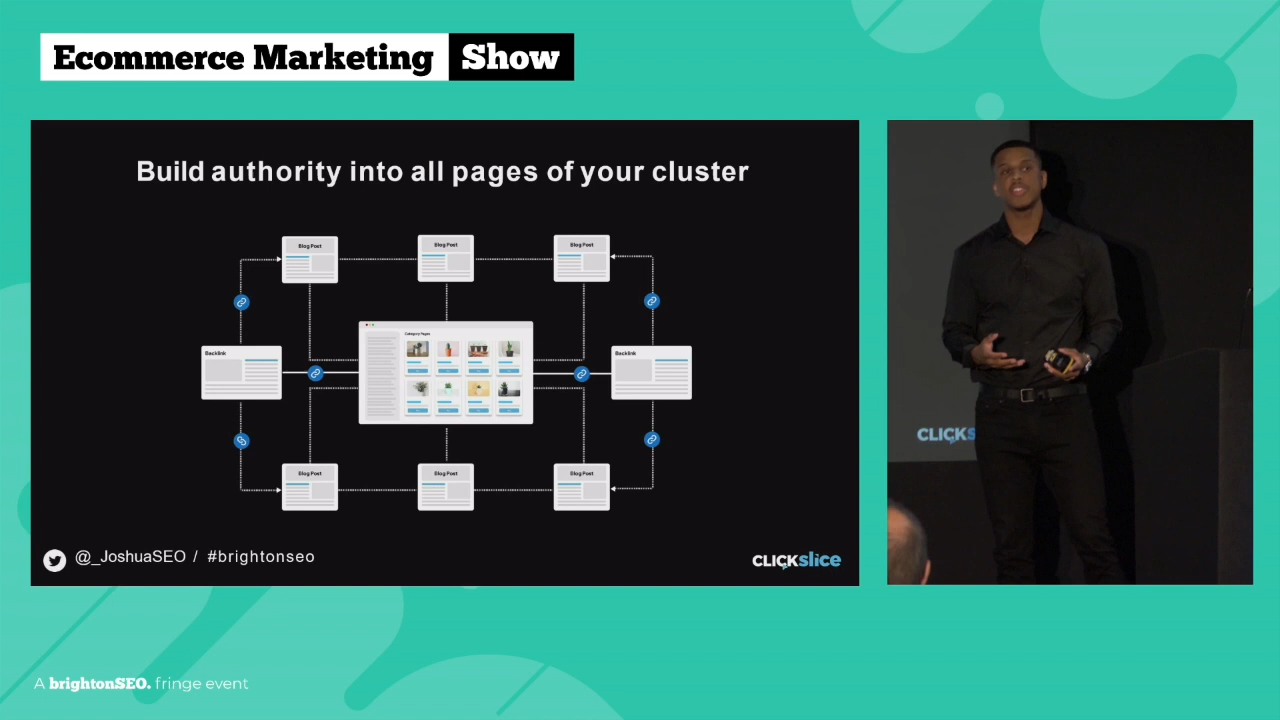 Ecommerce Marketing Show
Build authority into all pages of your cluster
Blog Post
Blog Post
Blog Post
Category Pages
Backlink
Backlink
Blog Post
Blog Post
Blog Post
@_JoshuaSEO / #brightonseo
CLICKslice
CLICKS
A brightonSEO. fringe event